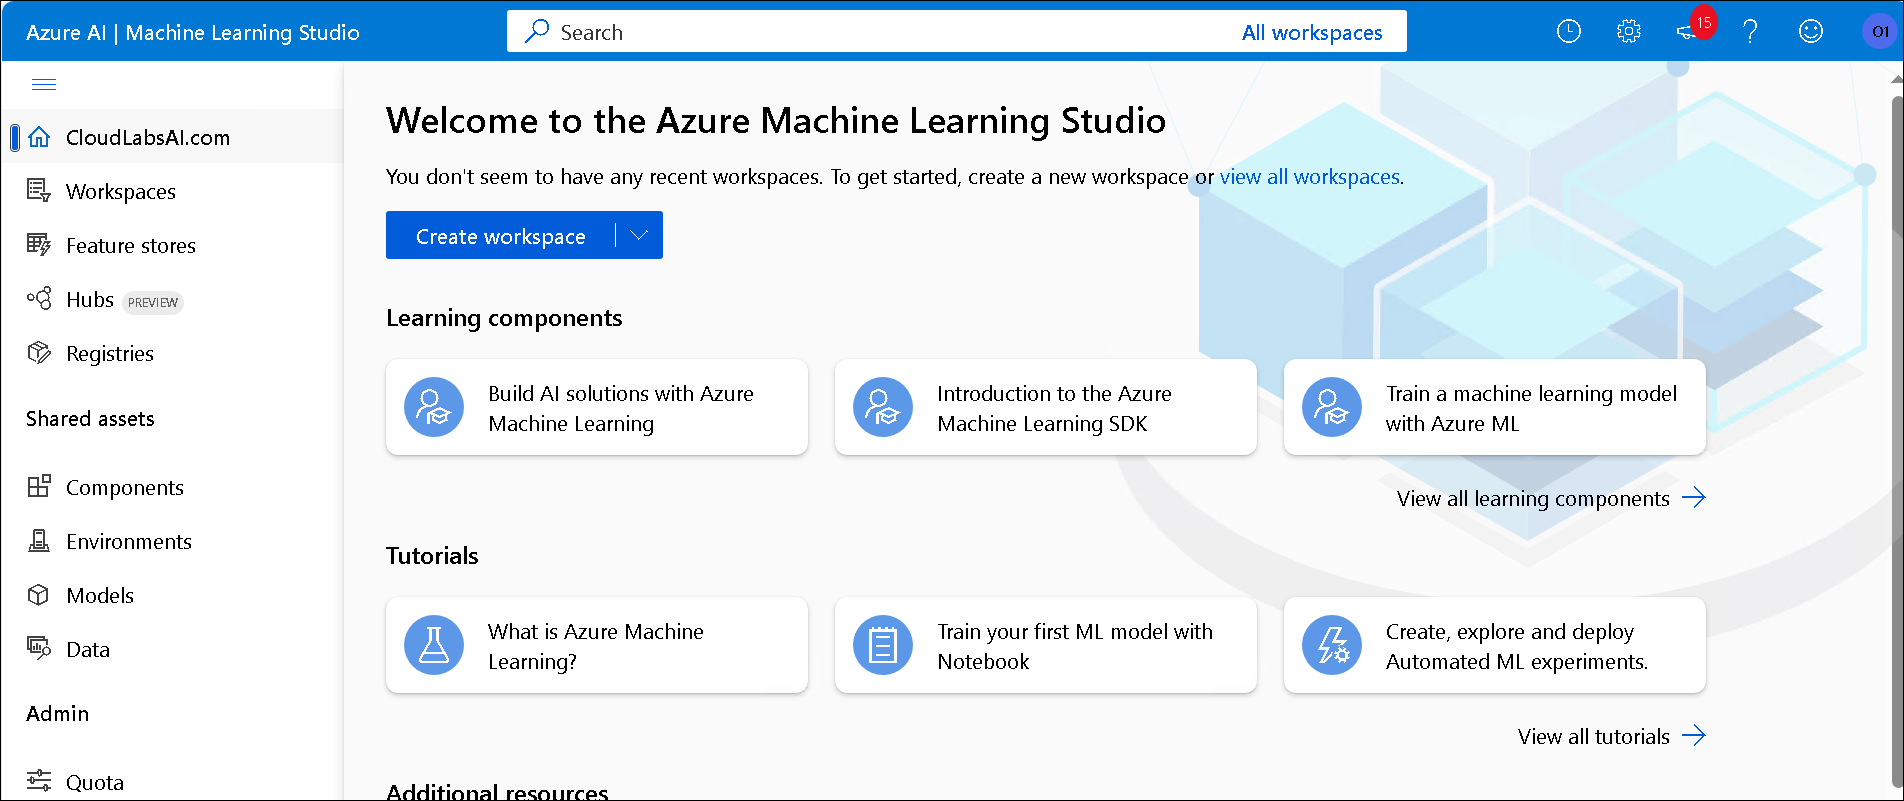 Azure AI | Machine Learning Studio
Search
All workspaces
15
01
CloudLabsAI.com
Workspaces
Feature stores
Hubs PREVIEW
Registries
Shared assets
Components
Environments
Models
Data
Admin
Quota
Welcome to the Azure Machine Learning Studio
You don't seem to have any recent workspaces. To get started, create a new workspace or view all workspaces.
Create workspace
Learning components
Build AI solutions with Azure
Machine Learning
Introduction to the Azure
Machine Learning SDK
Train a machine learning model
with Azure ML
View all learning components
Tutorials
What is Azure Machine
Learning?
Train your first ML model with
Notebook
Create, explore and deploy
Automated ML experiments.
View all tutorials
Additional resources